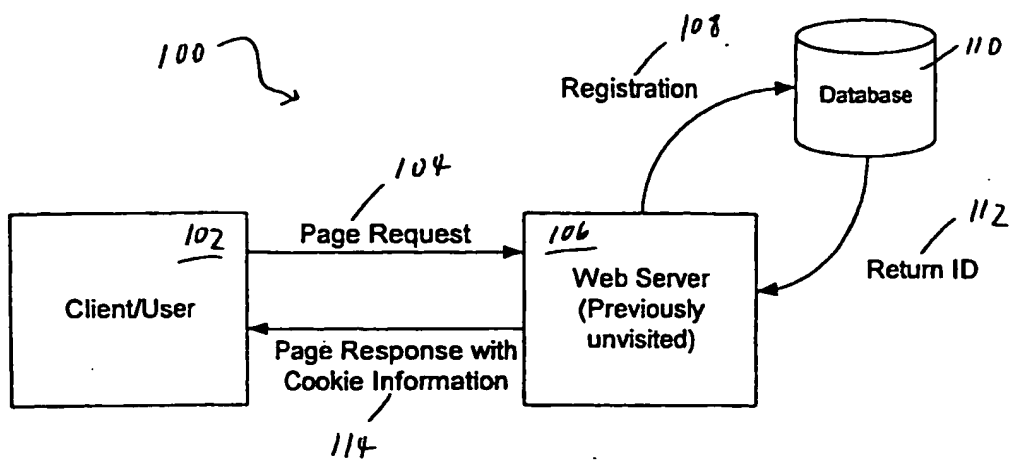 100
108
Registration
110
Database
104
102
Page Request
106
112
Return ID
Client/User
Web Server
(Previously
unvisited)
Page Response with
Cookie Information
114